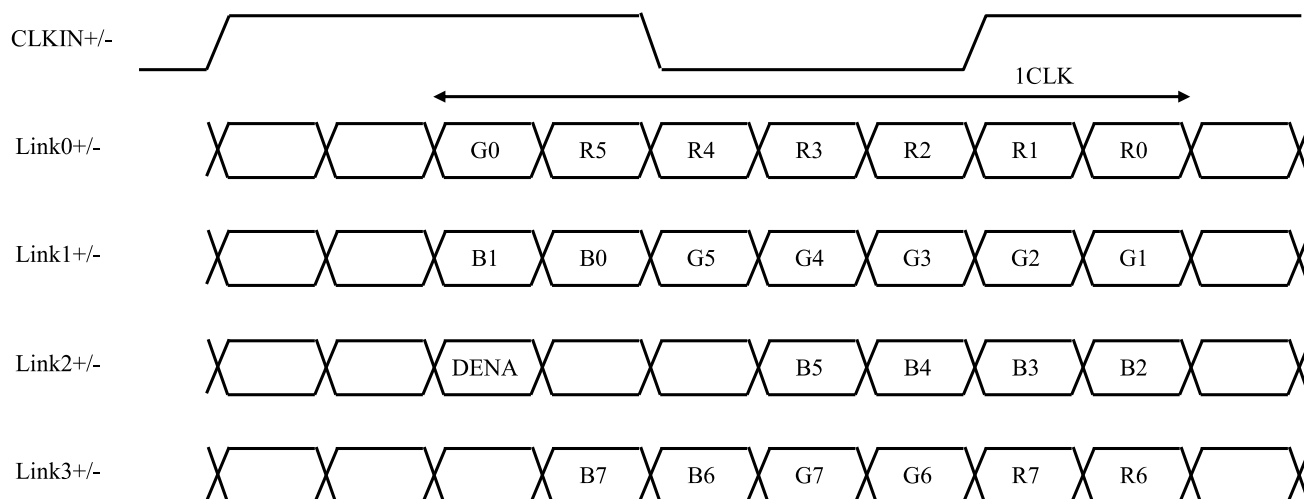 CLKIN+/-
1CLK
Link0+/- G0 R5 R4 R3 R2 R1 R0
Link1+/- B1 B0 G5 G4 G3 G2 G1
Link2+/- DENA B5 B4 B3 B2
Link3+/- B7 B6 G7 G6 R7 R6